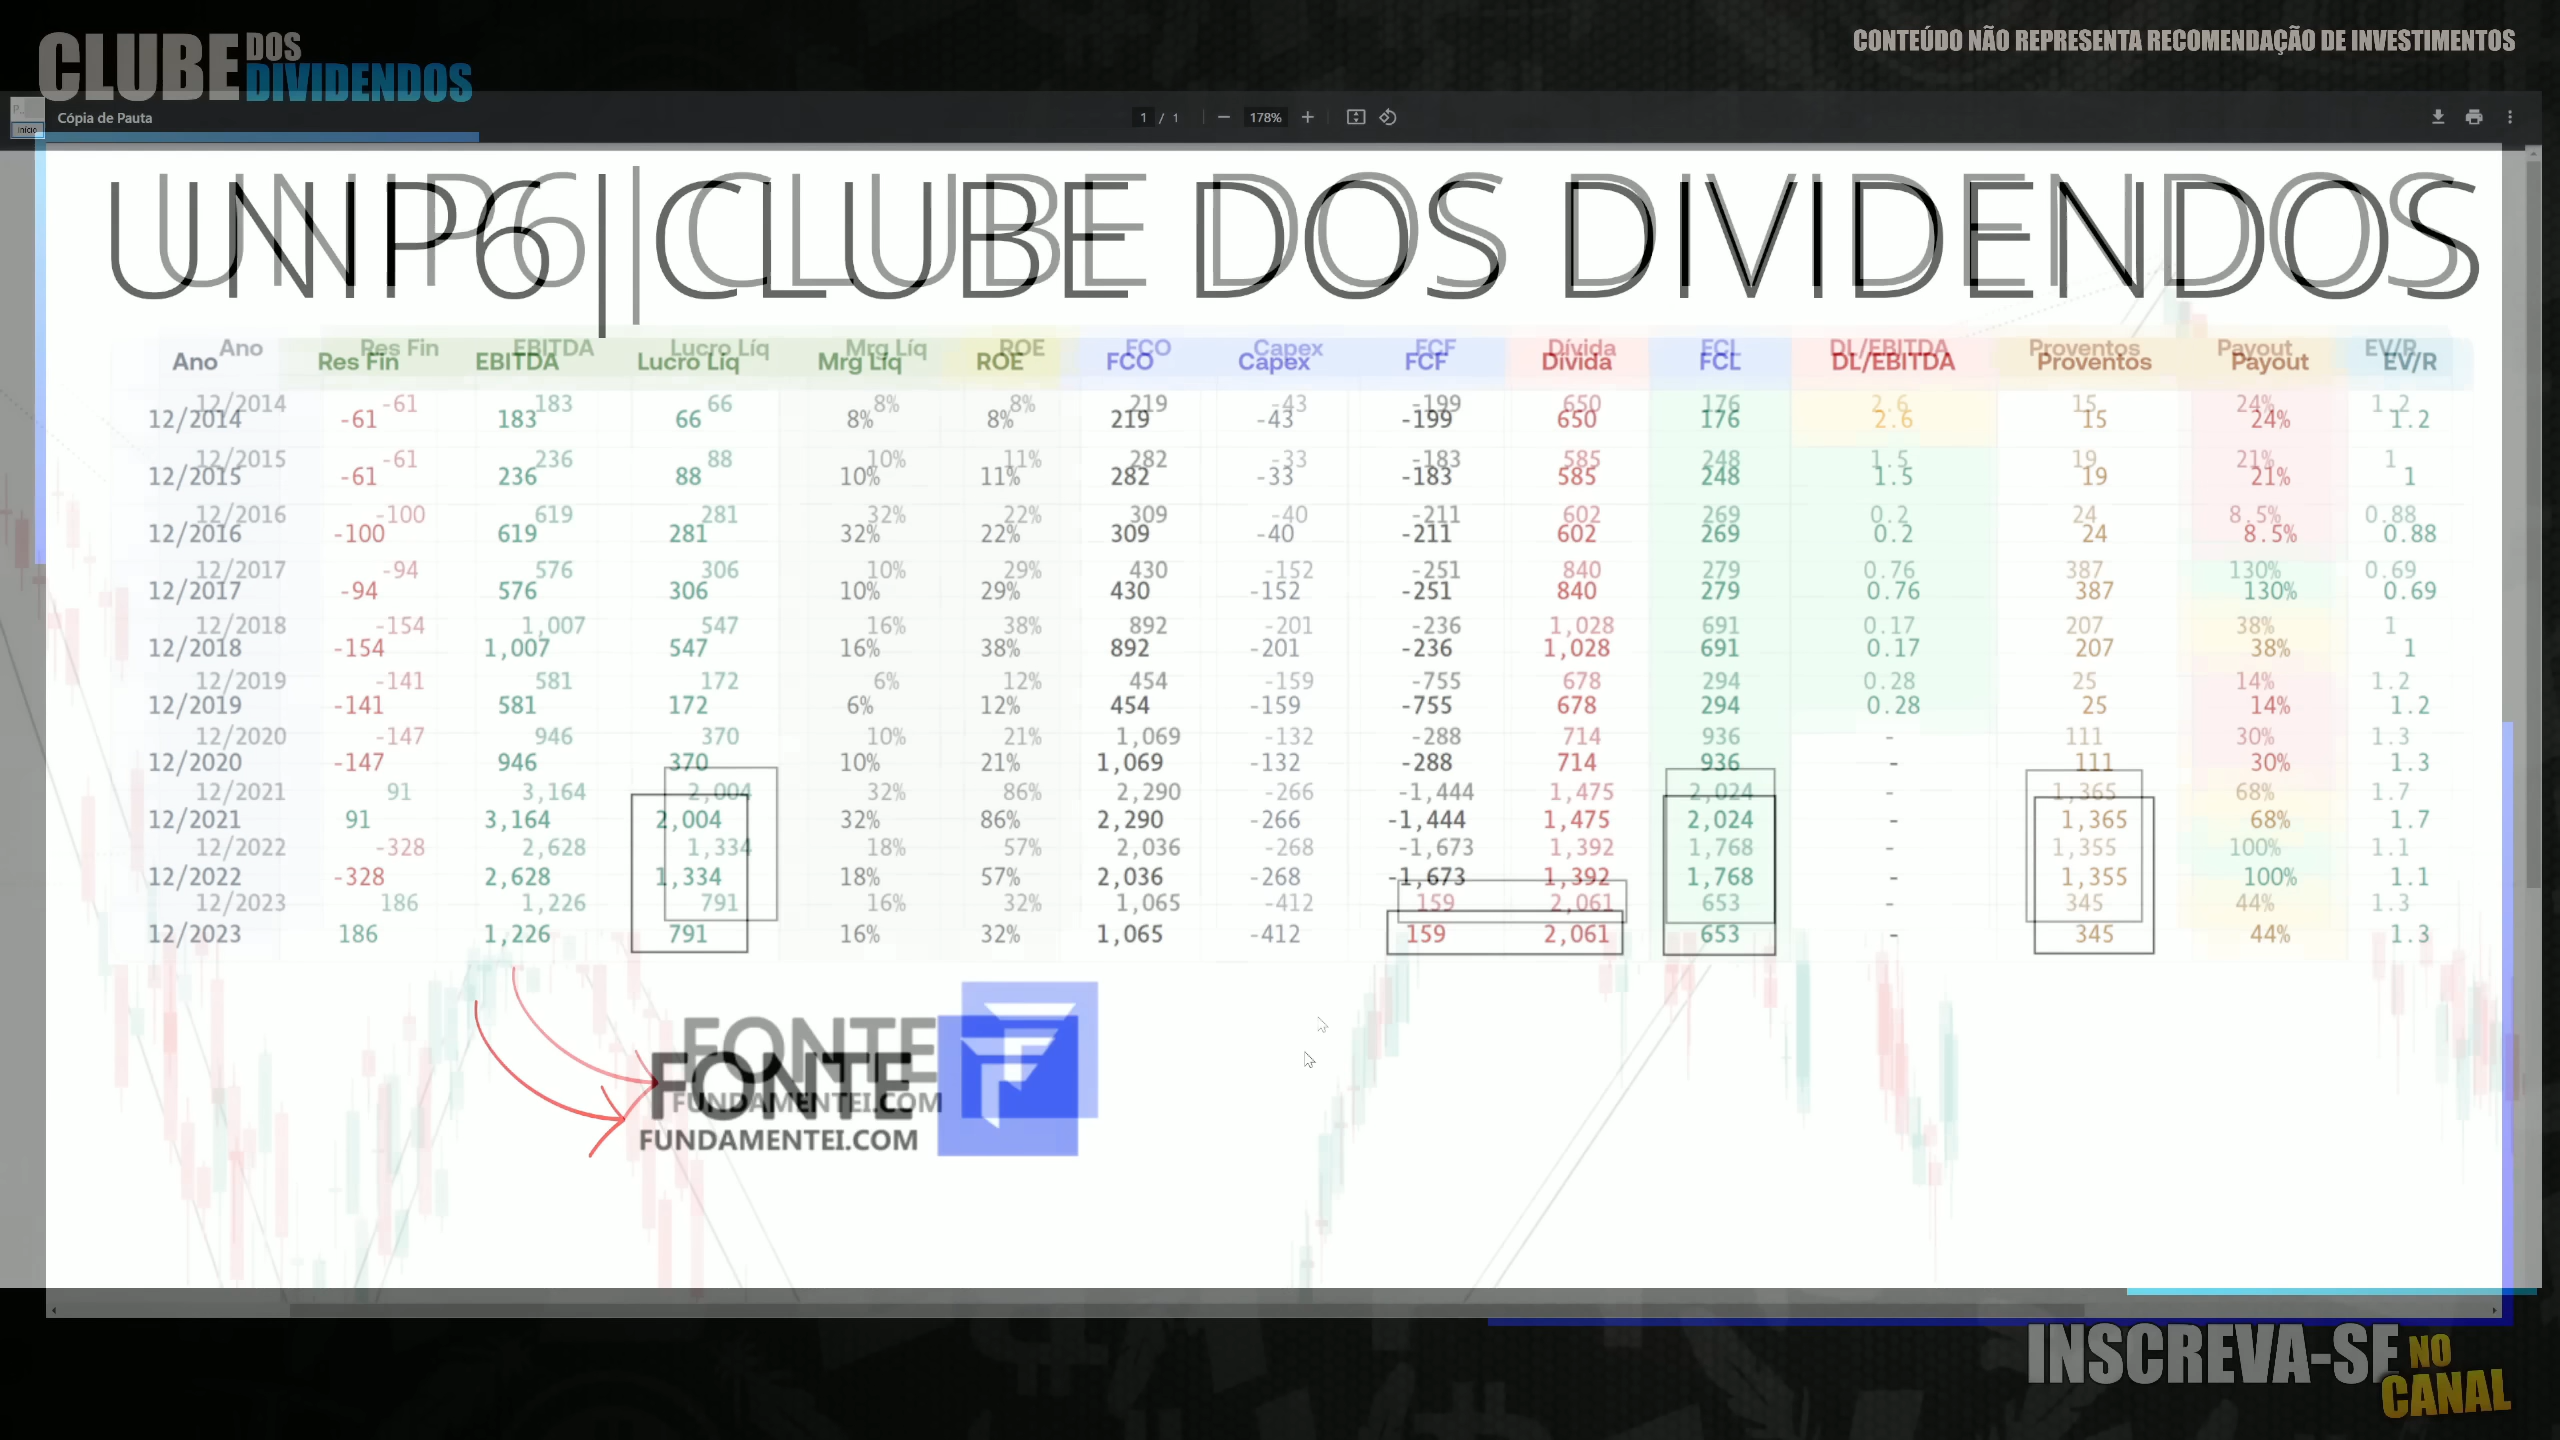 CLUBE DOS DIVIDENDOS
CONTEÚDO NÃO REPRESENTA RECOMENDAÇÃO DE INVESTIMENTOS
Início
Cópia de Pauta
1 / 1
178%
UNIP6 | CLUBE DOS DIVIDENDOS
Ano Res Fin EBITDA Lucro Líq Mrg Líq ROE FCO Capex FCF Dívida FCL DL/EBITDA Proventos Payout EV/R
12/2014 -61 183 66 8% 8% 219 -43 -199 650 176 2.6 15 24% 1.2
12/2015 -61 236 88 10% 11% 282 -33 -183 585 248 1.5 19 21% 1
12/2016 -100 619 281 32% 22% 309 -40 -211 602 269 0.2 24 8.5% 0.88
12/2017 -94 576 306 10% 29% 430 -152 -251 840 279 0.76 387 130% 0.69
12/2018 -154 1,007 547 16% 38% 892 -201 -236 1,028 691 0.17 207 38% 1
12/2019 -141 581 172 6% 12% 454 -159 -755 678 294 0.28 25 14% 1.2
12/2020 -147 946 370 10% 21% 1,069 -132 -288 714 936 - 111 30% 1.3
12/2021 91 3,164 2,004 32% 86% 2,290 -266 -1,444 1,475 2,024 - 1,365 68% 1.7
12/2022 -328 2,628 1,334 18% 57% 2,036 -268 -1,673 1,392 1,768 - 1,355 100% 1.1
12/2023 186 1,226 791 16% 32% 1,065 -412 159 2,061 653 - 345 44% 1.3
FONTE
FUNDAMENTEI.COM
INSCREVA-SE NO CANAL